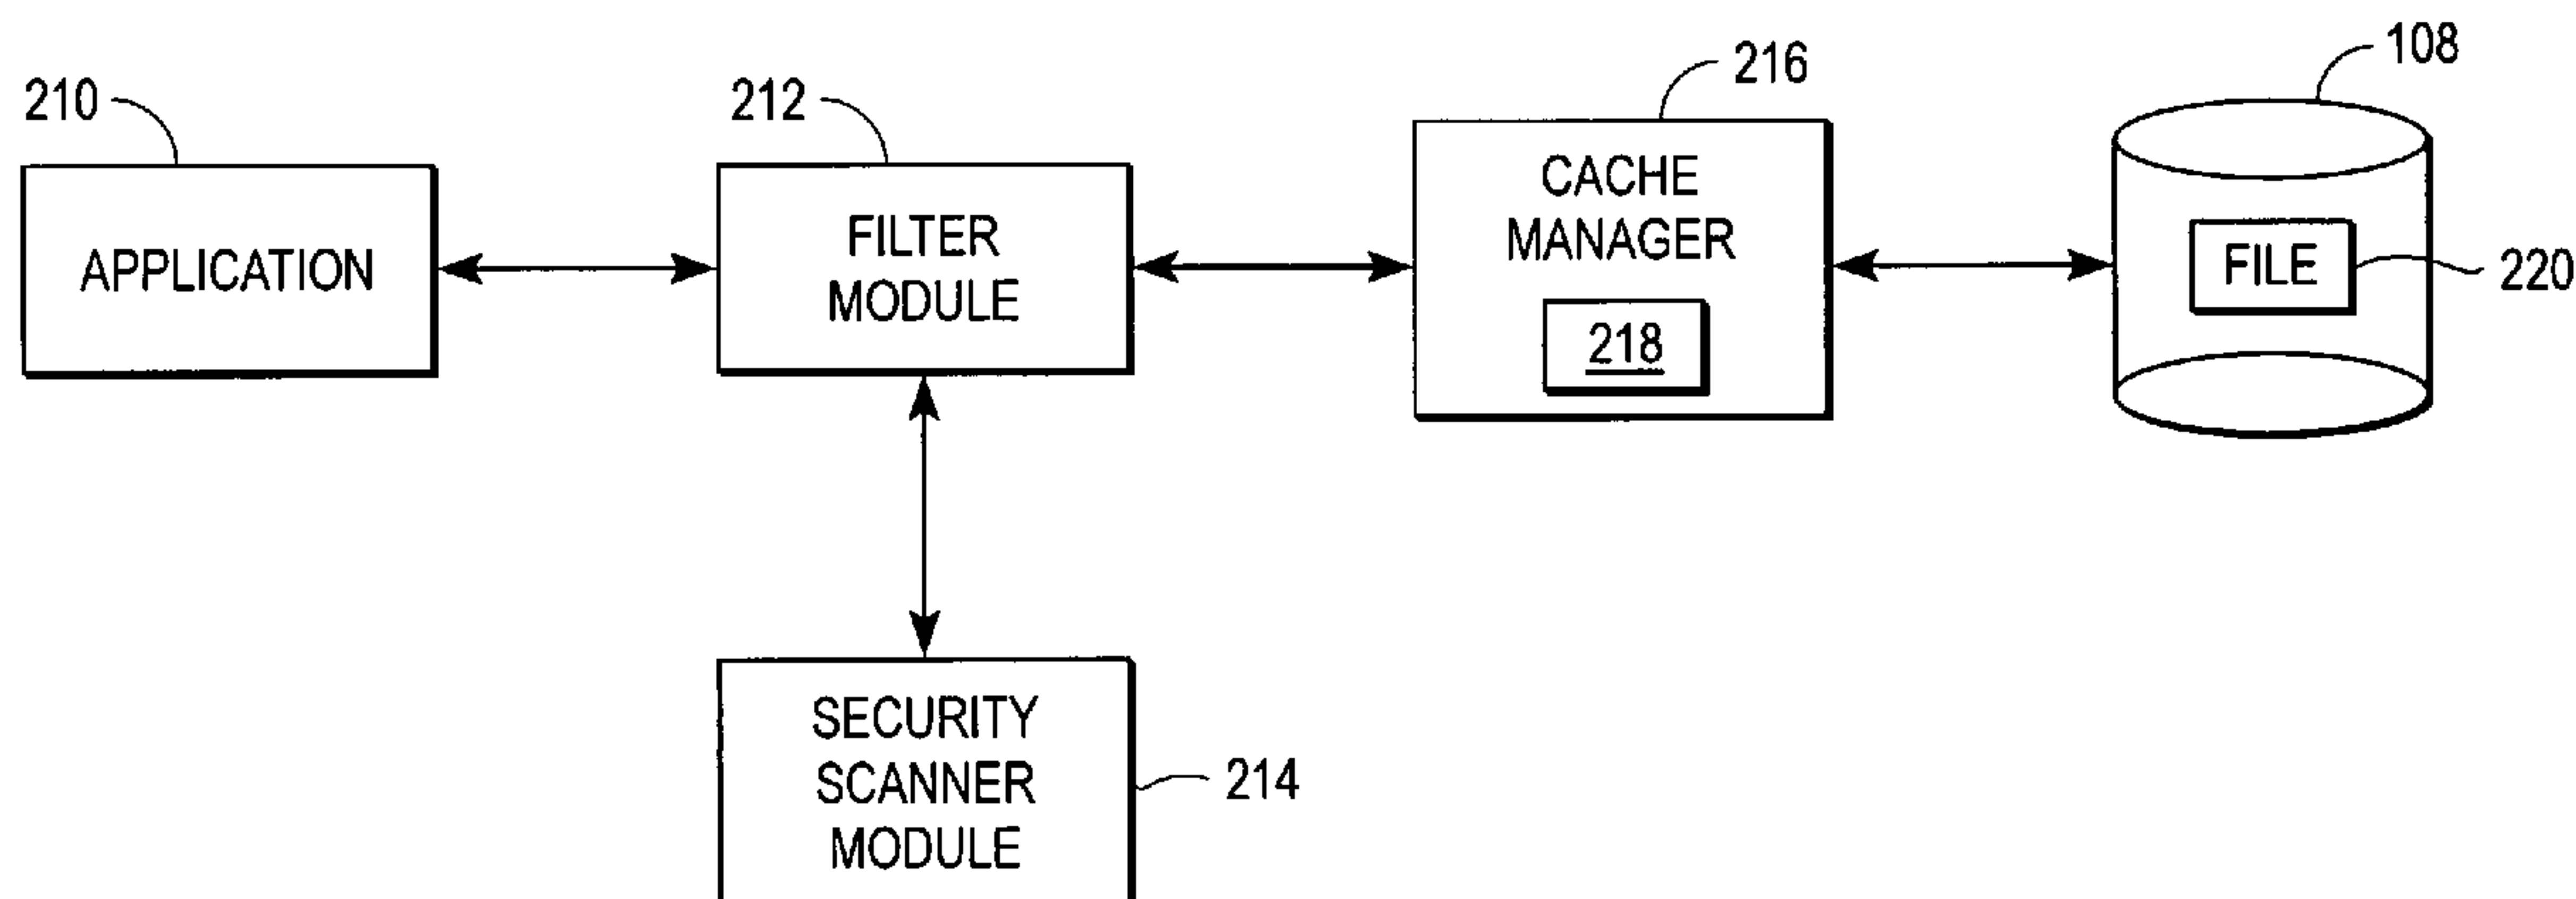 108
216
210
212
CACHE
MANAGER
FILTER
MODULE
APPLICATION
FILE
220
218
SECURITY
SCANNER
MODULE
214